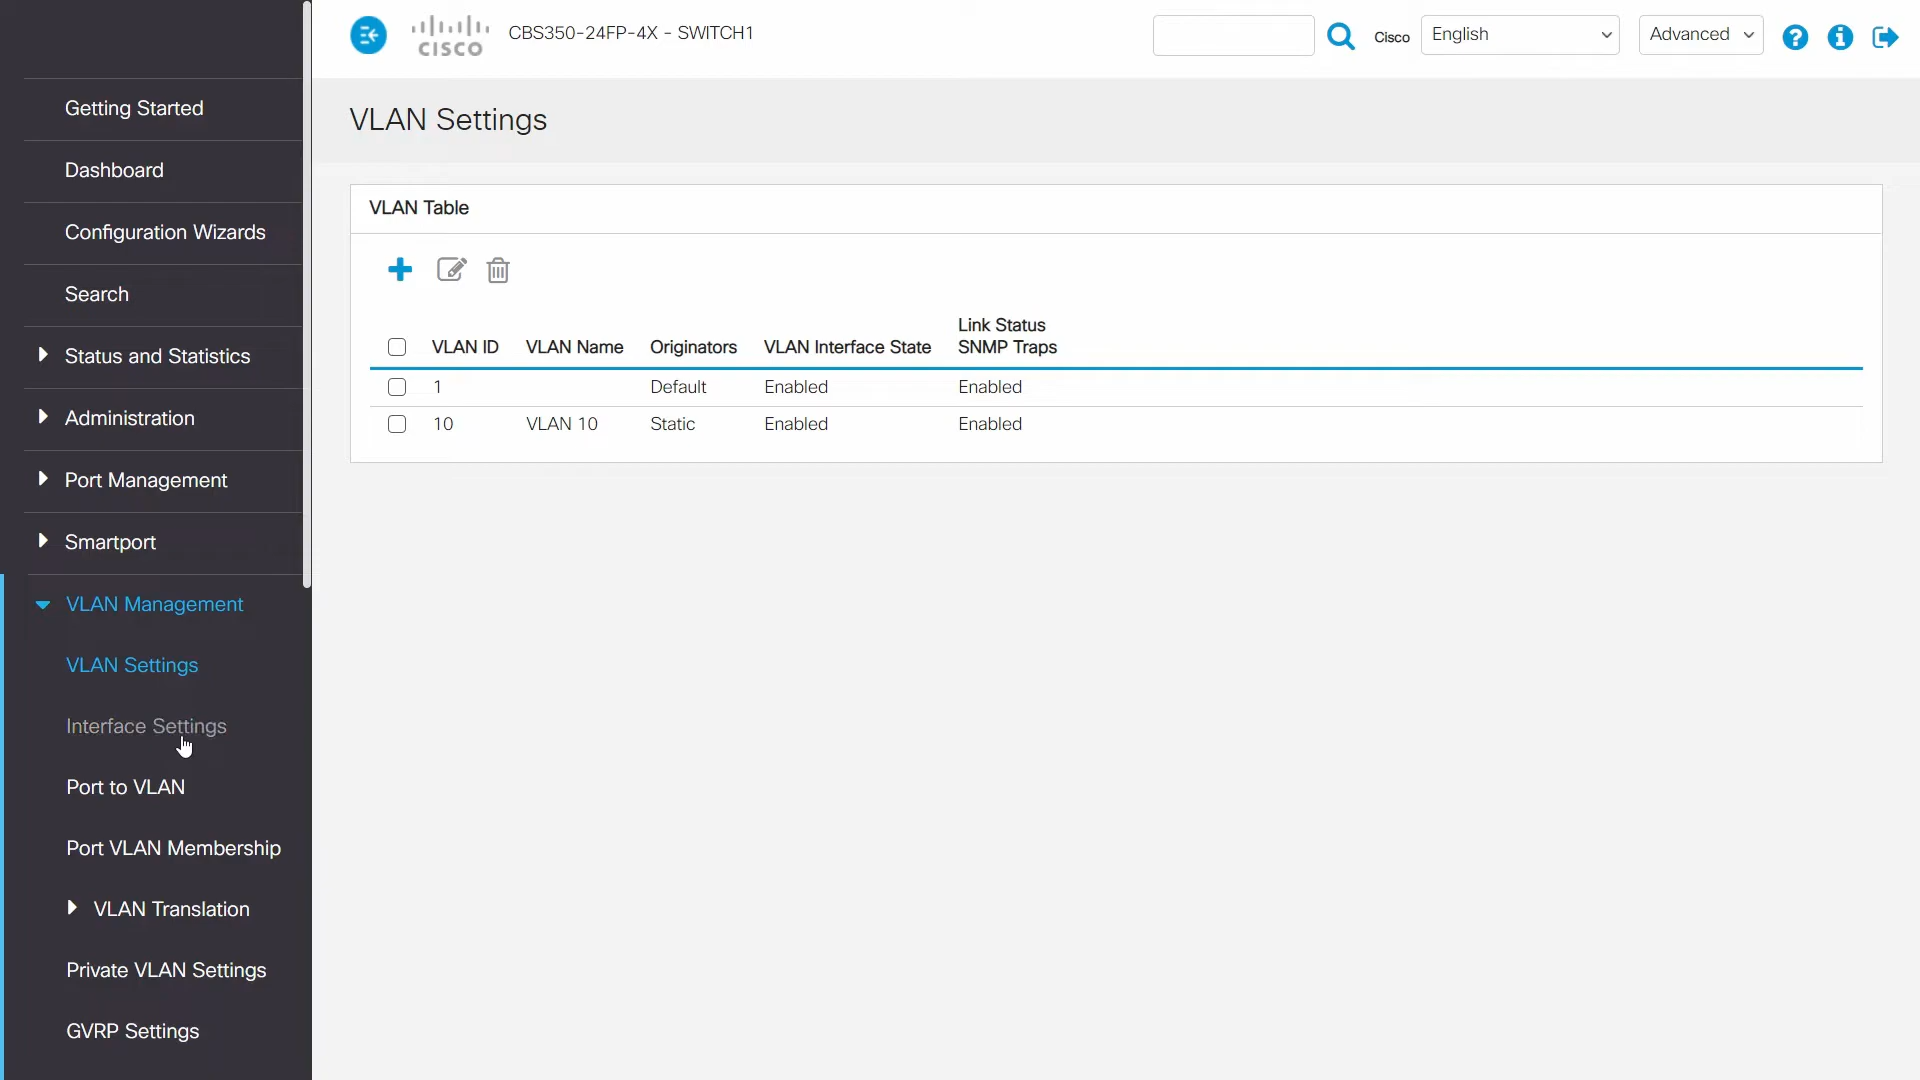 CISCO
CBS350-24FP-4X - SWITCH1
Cisco
English
Advanced
Getting Started
Dashboard
Configuration Wizards
Search
Status and Statistics
Administration
Port Management
Smartport
VLAN Management
VLAN Settings
Interface Settings
Port to VLAN
Port VLAN Membership
VLAN Translation
Private VLAN Settings
GVRP Settings
VLAN Settings
VLAN Table
VLAN ID VLAN Name Originators VLAN Interface State Link Status
SNMP Traps
1 Default Enabled Enabled
10 VLAN 10 Static Enabled Enabled